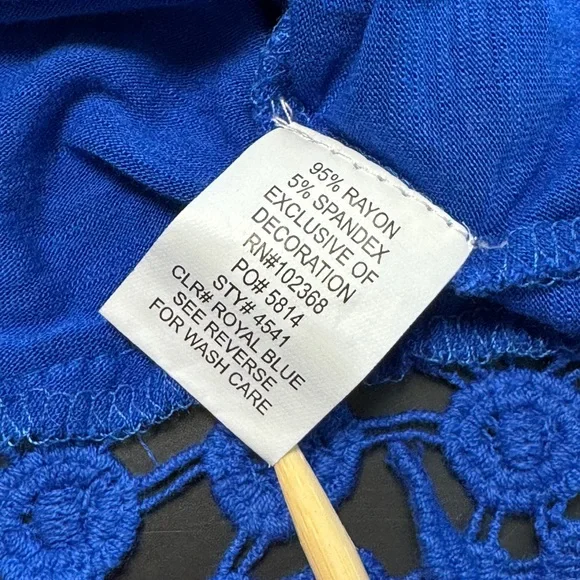 95% RAYON
5% SPANDEX
EXCLUSIVE OF
DECORATION
RN#102368
PO# 5814
STY# 4541
CLR# ROYAL BLUE
SEE REVERSE
FOR WASH CARE